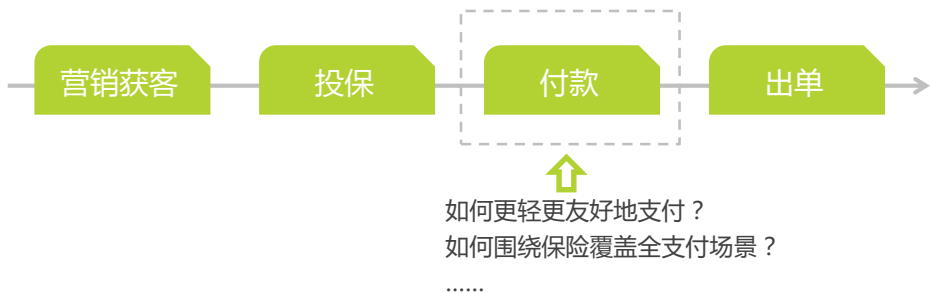 营销获客
投保
付款
出单
如何更轻更友好地支付？
如何围绕保险覆盖全支付场景？
......